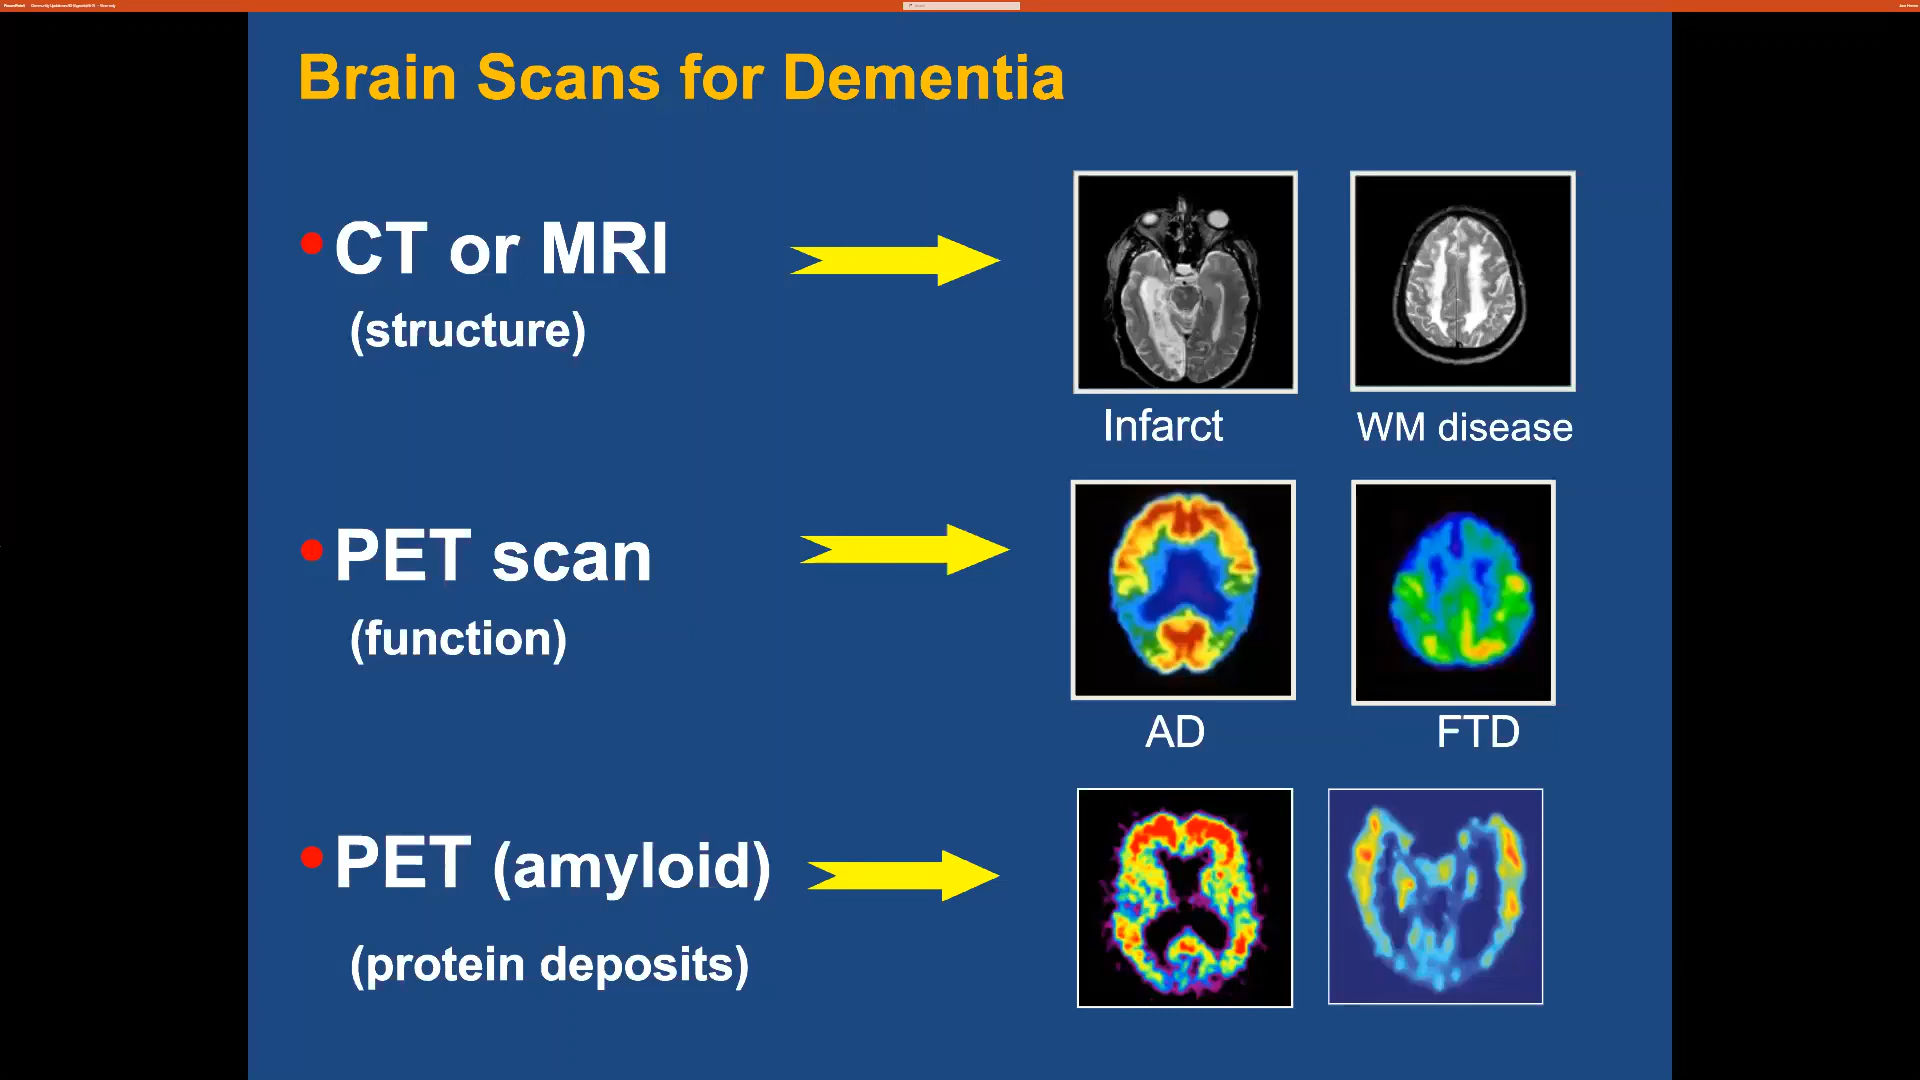 Brain Scans for Dementia
CT or MRI
(structure)
Infarct
WM disease
PET scan
(function)
AD
FTD
PET (amyloid)
(protein deposits)